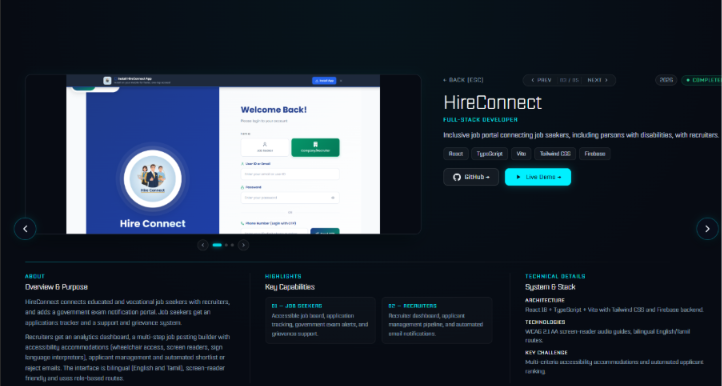 Install HireConnect App
Welcome Back!
Please login to your account
Job Seeker
Company/Recruiter
Password
OR
Hire Connect
Hire Connect
< BACK [ESC]
< PREV
NEXT >
2025
COMPLETE
HireConnect
FULL-STACK DEVELOPER
Inclusive job portal connecting job seekers, including persons with disabilities, with recruiters.
React
TypeScript
Vite
Tailwind CSS
Firebase
GitHub
Live Demo
ABOUT
Overview & Purpose
HireConnect connects educated and vocational job seekers with recruiters,
and adds a government exam notification portal. Job seekers get an
applications tracker and a support and grievance system.
Recruiters get an analytics dashboard, a multi-step job posting builder with
accessibility accommodations (wheelchair access, screen readers, sign
language interpreters), applicant management and automated shortlist or
reject emails. The interface is bilingual (English and Tamil), screen-reader
friendly and uses role-based routes.
HIGHLIGHTS
Key Capabilities
01 — JOB SEEKERS
Accessible job board, application
tracking, government exam alerts, and
grievance support.
02 — RECRUITERS
Recruiter dashboard, applicant
management pipeline, and automated
email notifications.
TECHNICAL DETAILS
System & Stack
ARCHITECTURE
React 18 + TypeScript + Vite with Tailwind CSS and Firebase backend.
TECHNOLOGIES
WCAG 2.1 AA screen-reader audio guides, bilingual English/Tamil
routes.
KEY CHALLENGE
Multi-criteria accessibility accommodations and automated applicant
ranking.